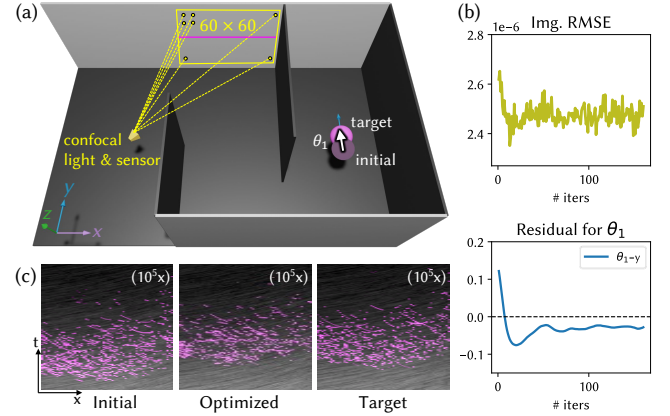 (a)
60 × 60
confocal
light & sensor
target
θ₁
initial
y
z
x
(b)
Img. RMSE
1e−6
2.6
2.4
0
100
# iters
Residual for θ₁
0.2
θ₁₋y
0.1
0.0
−0.1
0
100
# iters
(c)
(10⁵x)
(10⁵x)
(10⁵x)
t
x
Initial
Optimized
Target